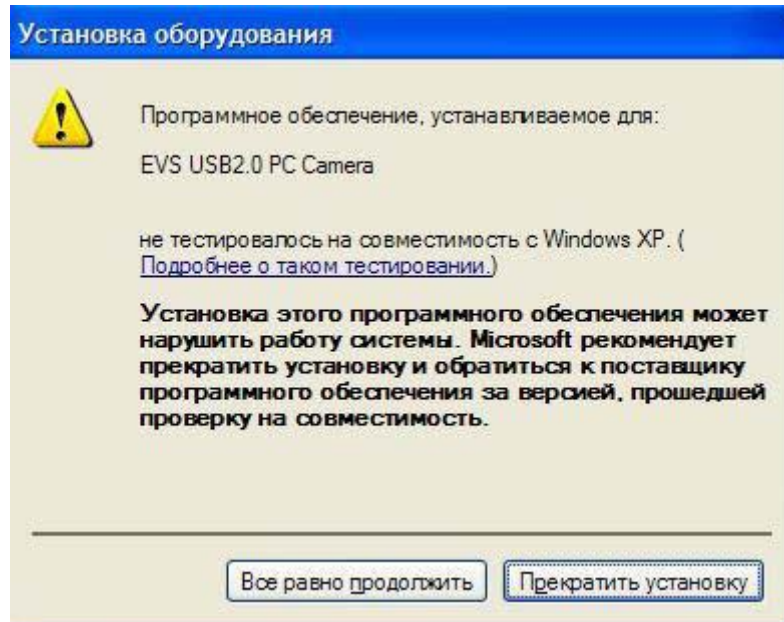 Установка оборудования
Программное обеспечение, устанавливаемое для:
EVS USB2.0 PC Camera
не тестировалось на совместимость с Windows XP. (
Подробнее о таком тестировании.)
Установка этого программного обеспечения может
нарушить работу системы. Microsoft рекомендует
прекратить установку и обратиться к поставщику
программного обеспечения за версией, прошедшей
проверку на совместимость.
Все равно продолжить
Прекратить установку